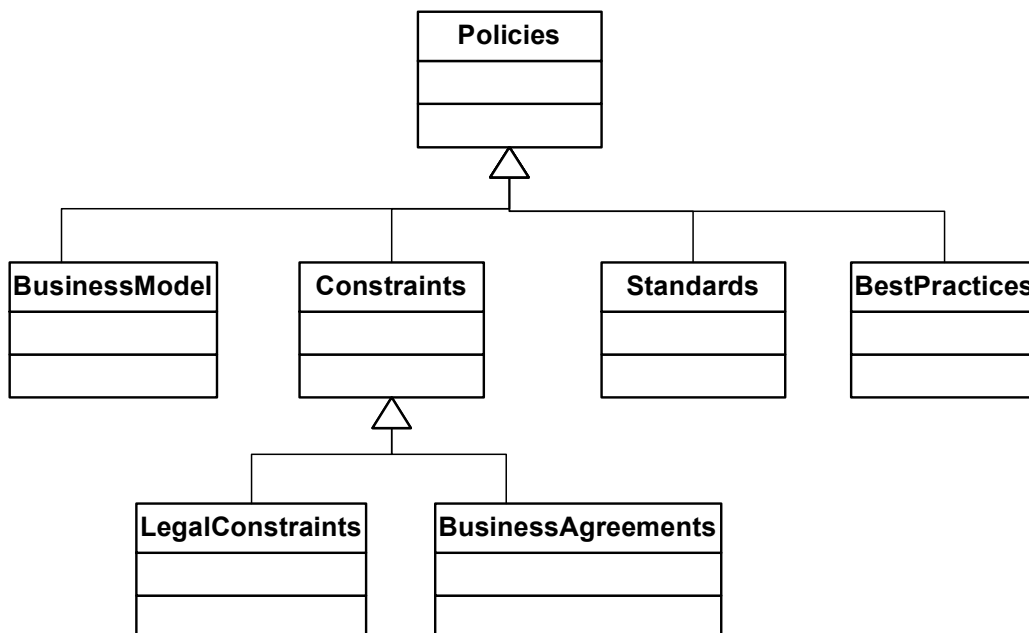 Policies
BusinessModel
Constraints
Standards
BestPractices
LegalConstraints
BusinessAgreements